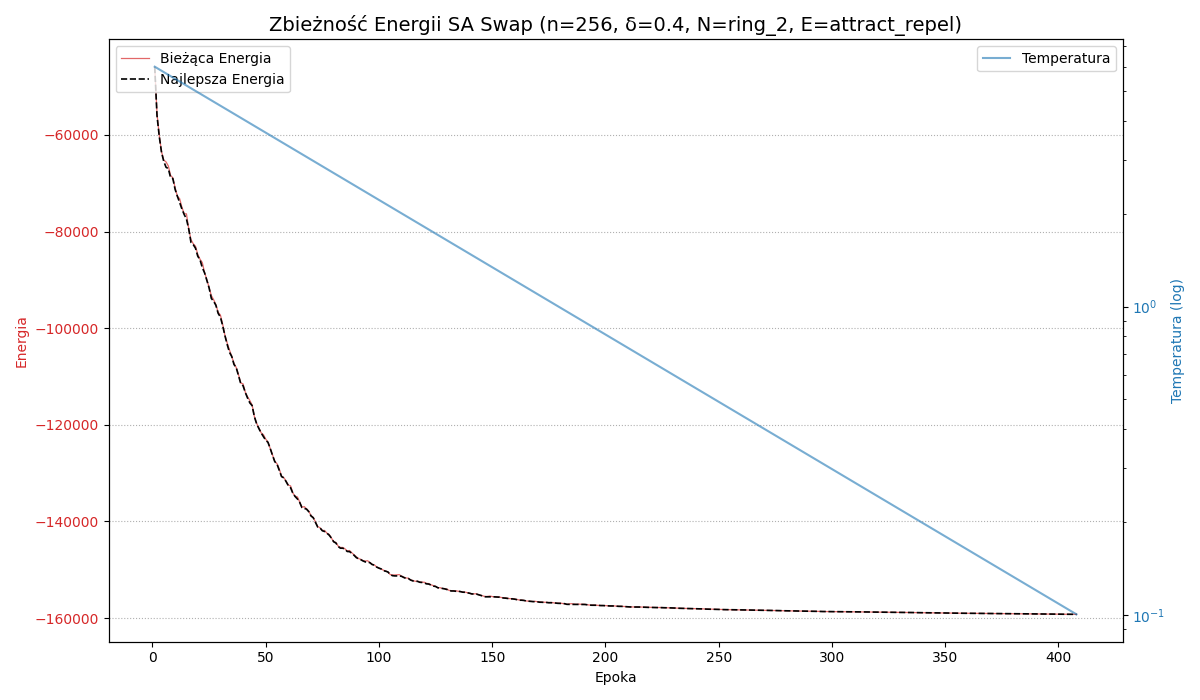 Zbieżność Energii SA Swap (n=256, δ=0.4, N=ring_2, E=attract_repel)
Bieżąca Energia
Najlepsza Energia
Temperatura
−60000
−80000
−100000
−120000
−140000
−160000
Energia
10⁰
10⁻¹
Temperatura (log)
0
50
100
150
200
250
300
350
400
Epoka